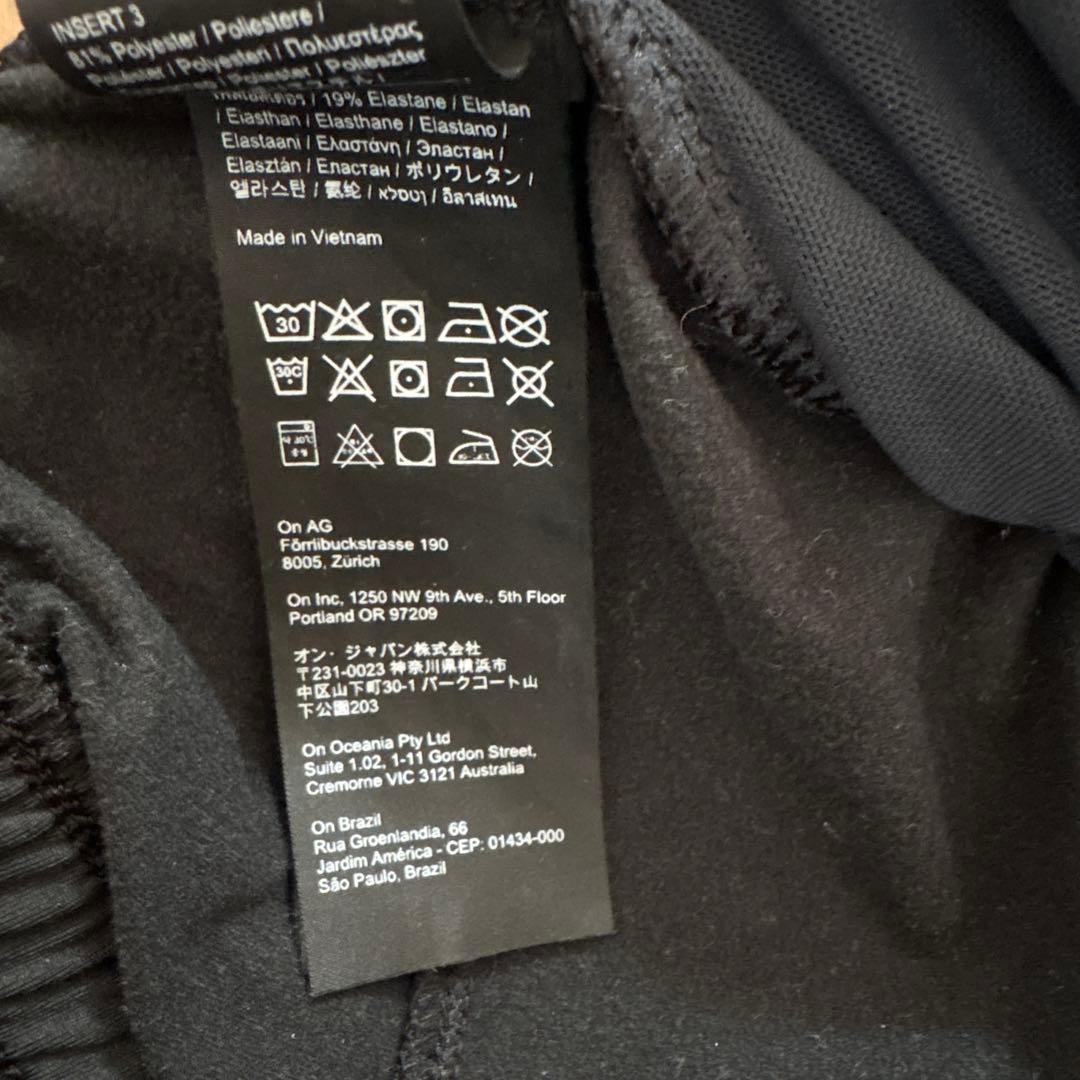 INSERT 3
81% Polyester / Poliestere /
/ Polyesteri / Πολυεστέρας
/ Poliészter
/ 19% Elastane / Elastan
/ Elasthan / Elasthane / Elastano /
Elastaani / Ελαστάνη / Эластан /
Elasztán / Еластан / ポリウレタン /
엘라스탄 / 氨纶 / אלסטן / อีลาสเทน
Made in Vietnam
30
30C
30℃
On AG
Förrlibuckstrasse 190
8005, Zürich
On Inc, 1250 NW 9th Ave., 5th Floor
Portland OR 97209
オン・ジャパン株式会社
〒231-0023 神奈川県横浜市
中区山下町30-1 パークコート山
下公園203
On Oceania Pty Ltd
Suite 1.02, 1-11 Gordon Street,
Cremorne VIC 3121 Australia
On Brazil
Rua Groenlandia, 66
Jardim América - CEP: 01434-000
São Paulo, Brazil